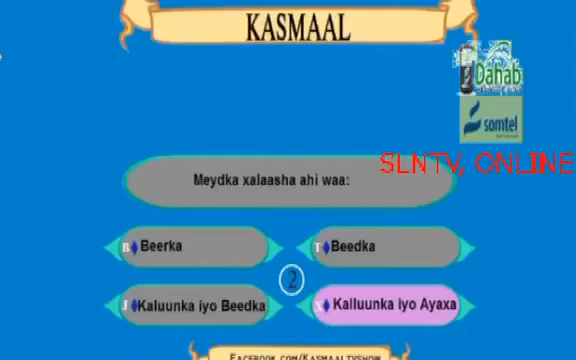 KASMAAL
Dahab
somtel
SLNTV, ONLINE
Meydka xalaasha ahi waa:
B Beerka
T Beedka
2
J Kaluunka iyo Beedka
X Kalluunka iyo Ayaxa
FACEBOOK.COM/KASMAALTVSHOW